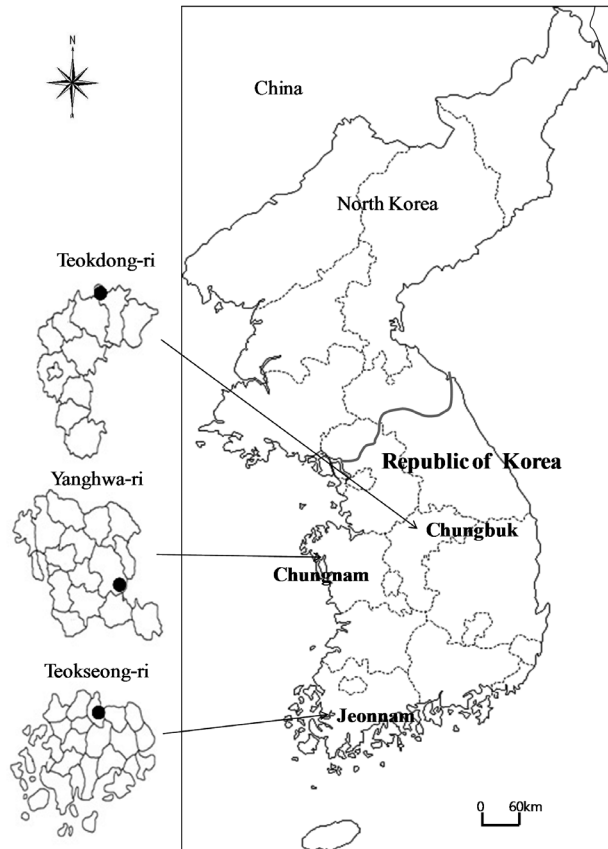 N
China
North Korea
Teokdong-ri
Republic of Korea
Yanghwa-ri
Chungbuk
Chungnam
Teokseong-ri
Jeonnam
0 60km